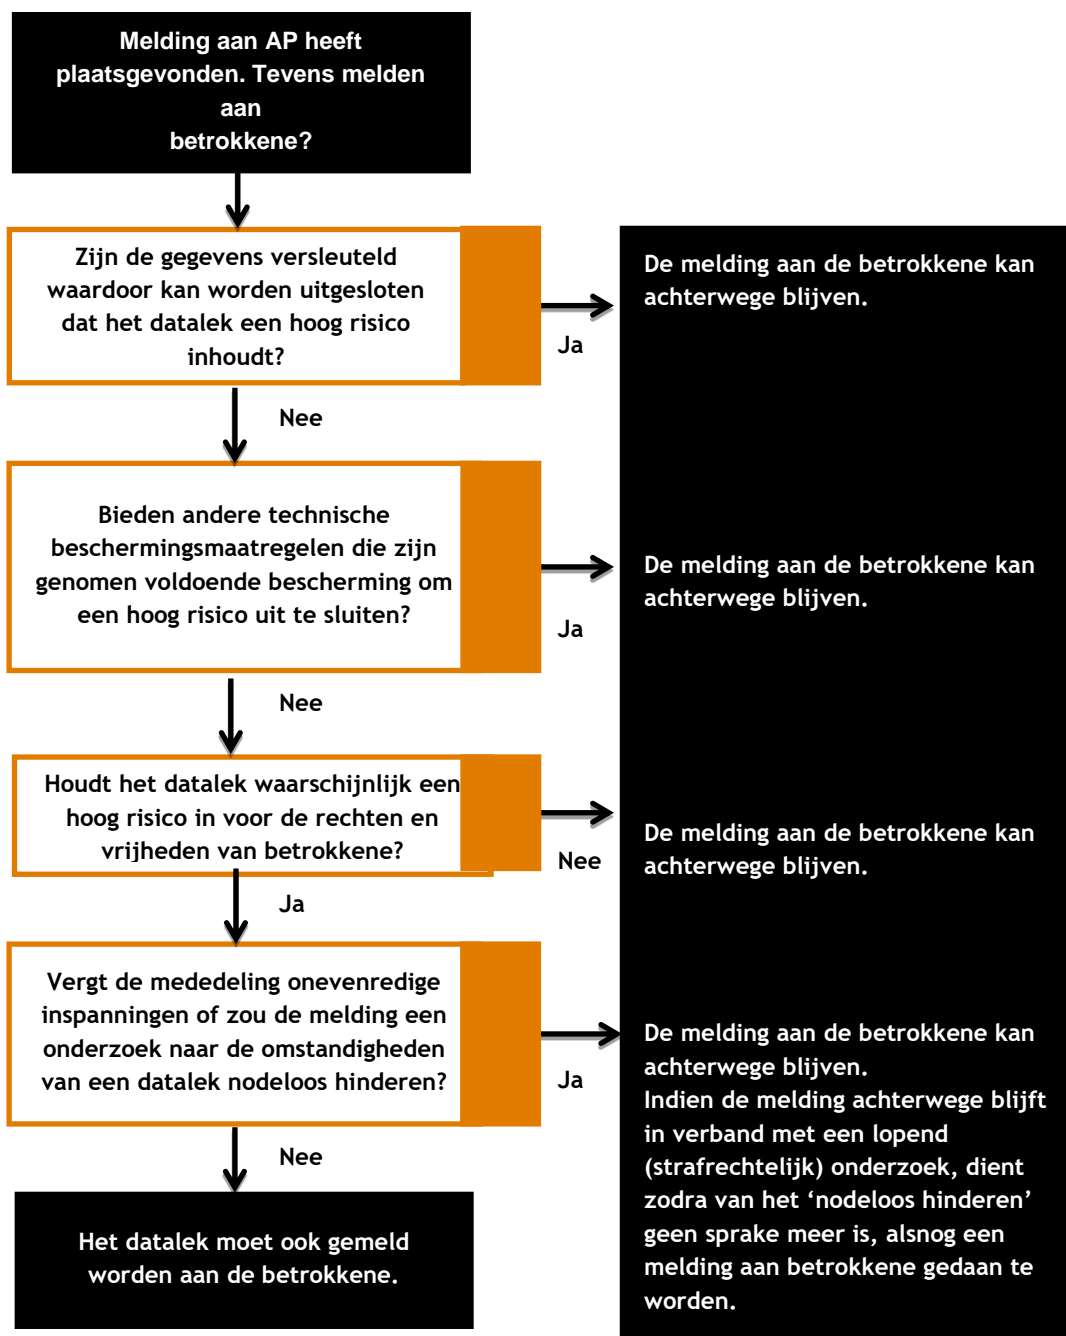 Melding aan AP heeft
plaatsgevonden. Tevens melden
aan
betrokkene?
Zijn de gegevens versleuteld
waardoor kan worden uitgesloten
dat het datalek een hoog risico
inhoudt?
Ja
De melding aan de betrokkene kan
achterwege blijven.
Nee
Bieden andere technische
beschermingsmaatregelen die zijn
genomen voldoende bescherming om
een hoog risico uit te sluiten?
Ja
De melding aan de betrokkene kan
achterwege blijven.
Nee
Houdt het datalek waarschijnlijk een
hoog risico in voor de rechten en
vrijheden van betrokkene?
Nee
De melding aan de betrokkene kan
achterwege blijven.
Ja
Vergt de mededeling onevenredige
inspanningen of zou de melding een
onderzoek naar de omstandigheden
van een datalek nodeloos hinderen?
Ja
De melding aan de betrokkene kan
achterwege blijven.
Indien de melding achterwege blijft
in verband met een lopend
(strafrechtelijk) onderzoek, dient
zodra van het ‘nodeloos hinderen’
geen sprake meer is, alsnog een
melding aan betrokkene gedaan te
worden.
Nee
Het datalek moet ook gemeld
worden aan de betrokkene.